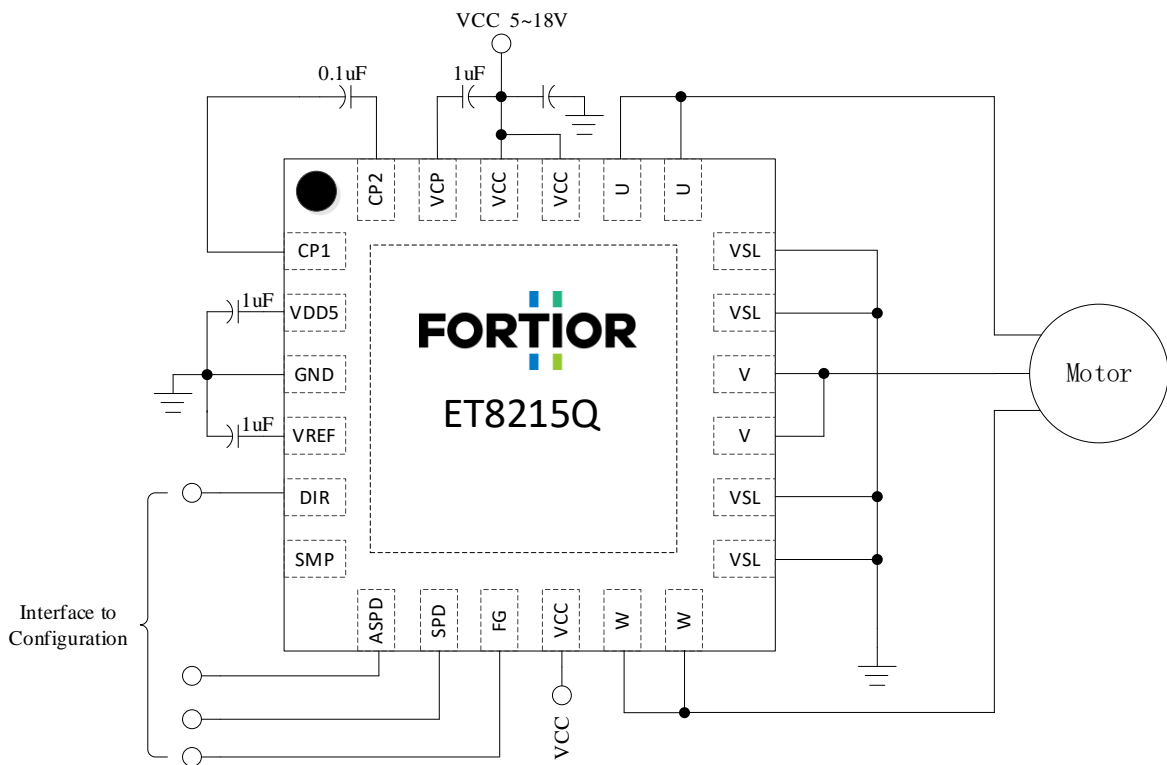 VCC 5~18V
0.1uF
1uF
CP2
VCP
VCC
VCC
U
U
CP1
VDD5
1uF
GND
VREF
1uF
DIR
SMP
FORTIOR
ET8215Q
VSL
VSL
V
V
VSL
VSL
Motor
Interface to
Configuration
ASPD
SPD
FG
VCC
W
W
VCC